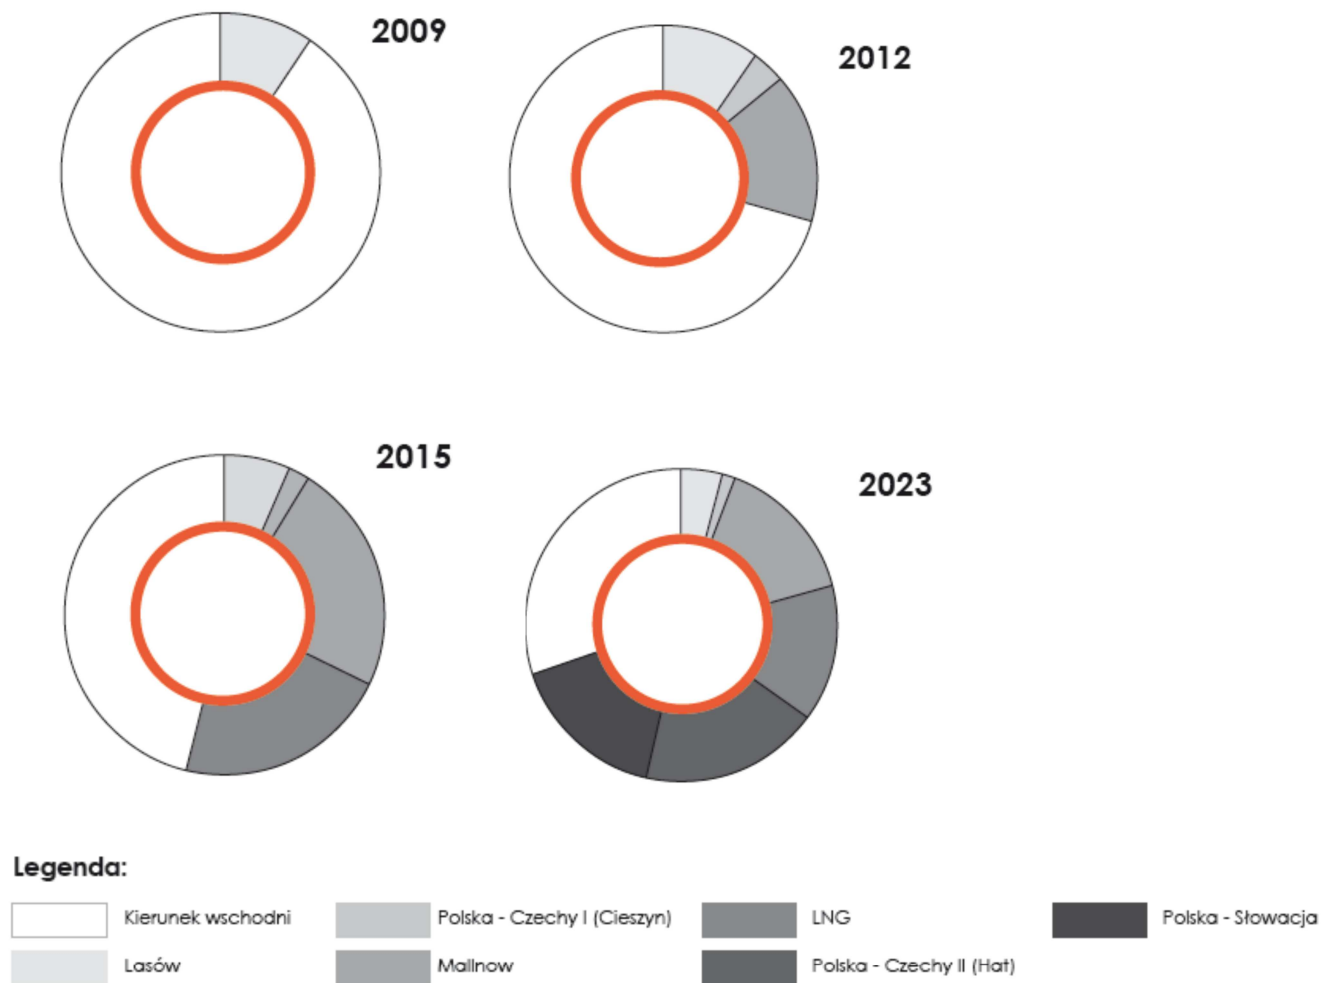 2009
2012
2015
2023
Legenda:
Kierunek wschodni
Polska - Czechy I (Cieszyn)
LNG
Polska - Słowacja
Lasów
Mallnow
Polska - Czechy II (Hat)